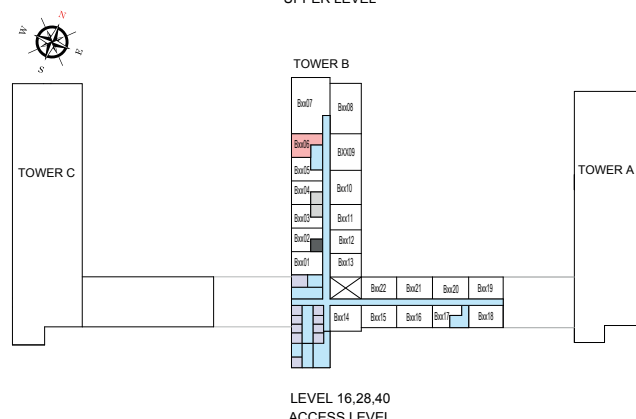 UPPER LEVEL
N
W
E
S
TOWER B
Bxx07
Bxx08
Bxx06
BXX09
Bxx05
TOWER C
TOWER A
Bxx04
Bxx10
Bxx03
Bxx11
Bxx02
Bxx12
Bxx01
Bxx13
Bxx22
Bxx21
Bxx20
Bxx19
Bxx14
Bxx15
Bxx16
Bxx17
Bxx18
LEVEL 16,28,40
ACCESS LEVEL